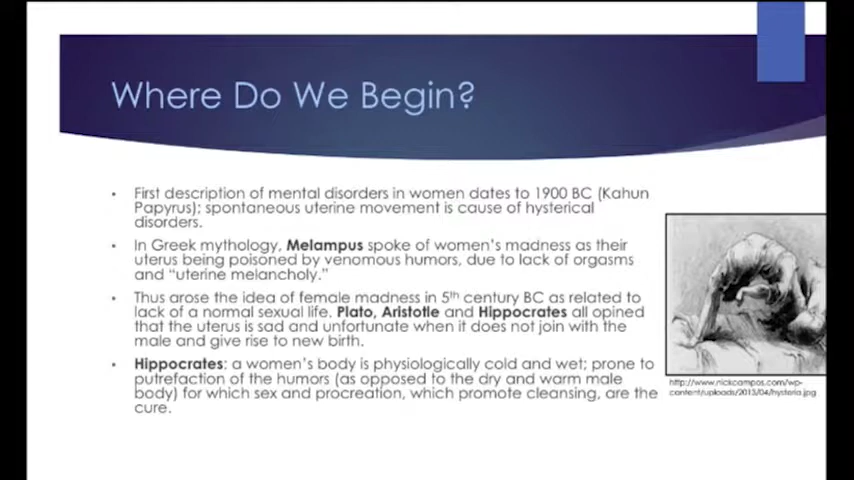 Where Do We Begin?
• First description of mental disorders in women dates to 1900 BC (Kahun
Papyrus); spontaneous uterine movement is cause of hysterical
disorders.
• In Greek mythology, Melampus spoke of women's madness as their
uterus being poisoned by venomous humors, due to lack of orgasms
and “uterine melancholy.”
• Thus arose the idea of female madness in 5th century BC as related to
lack of a normal sexual life. Plato, Aristotle and Hippocrates all opined
that the uterus is sad and unfortunate when it does not join with the
male and give rise to new birth.
• Hippocrates: a women's body is physiologically cold and wet; prone to
putrefaction of the humors (as opposed to the dry and warm male
body) for which sex and procreation, which promote cleansing, are the
cure.
http://www.nickcampos.com/wp-
content/uploads/2013/04/hysteria.jpg